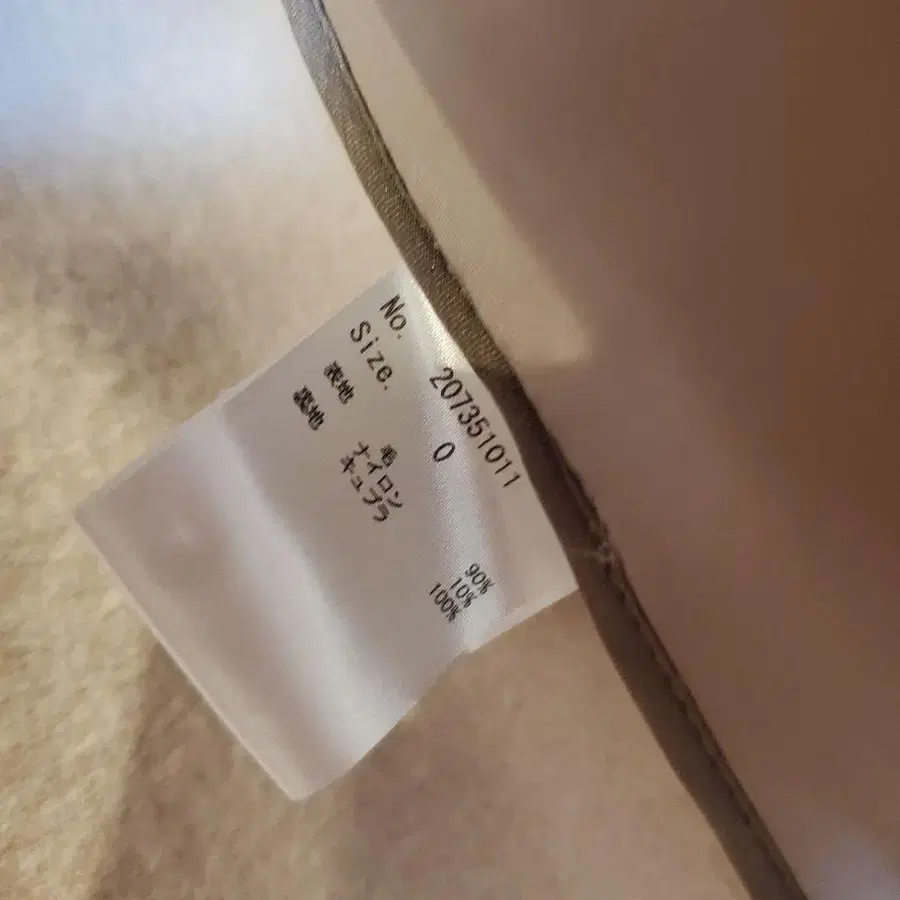 No. 207351011
Size. 0
表地 毛 90%
ナイロン 10%
裏地 キュプラ 100%